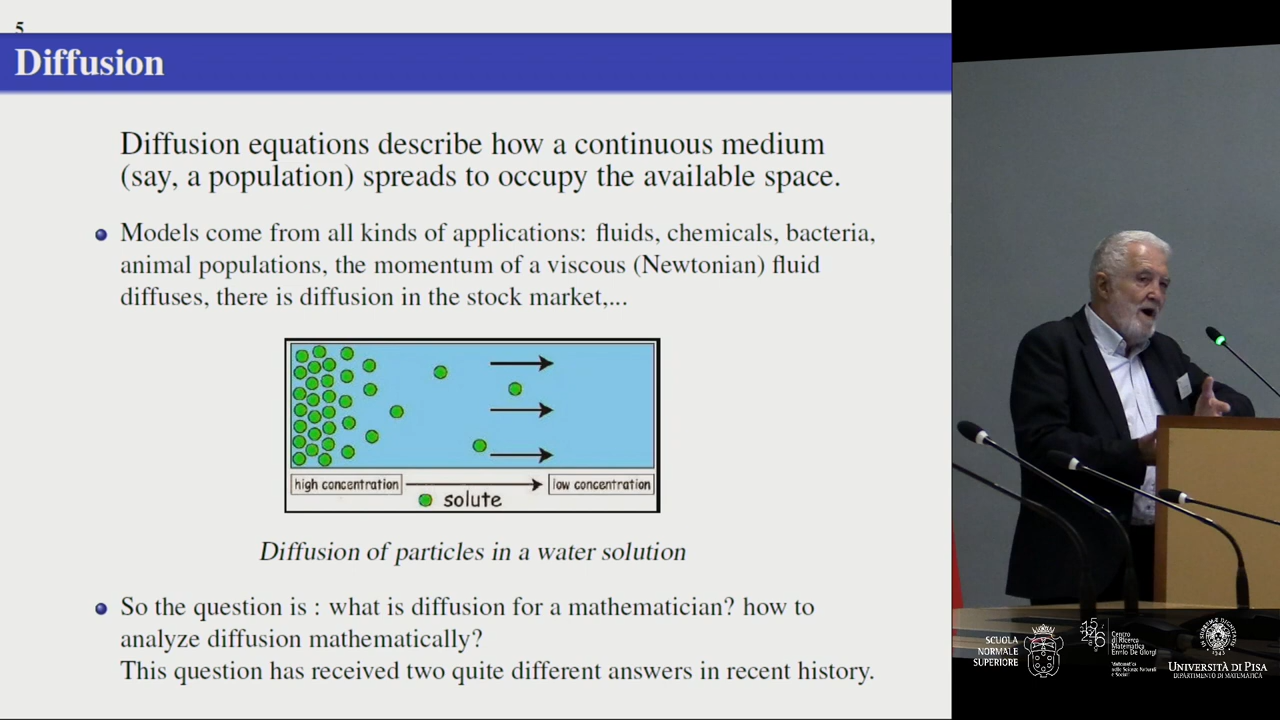 5
Diffusion
Diffusion equations describe how a continuous medium
(say, a population) spreads to occupy the available space.
Models come from all kinds of applications: fluids, chemicals, bacteria,
animal populations, the momentum of a viscous (Newtonian) fluid
diffuses, there is diffusion in the stock market,...
high concentration
low concentration
solute
Diffusion of particles in a water solution
So the question is : what is diffusion for a mathematician? how to
analyze diffusion mathematically?
This question has received two quite different answers in recent history.
SCUOLA
NORMALE
SUPERIORE
Centro
di Ricerca
Matematica
Ennio De Giorgi
UNIVERSITÀ DI PISA
DIPARTIMENTO DI MATEMATICA